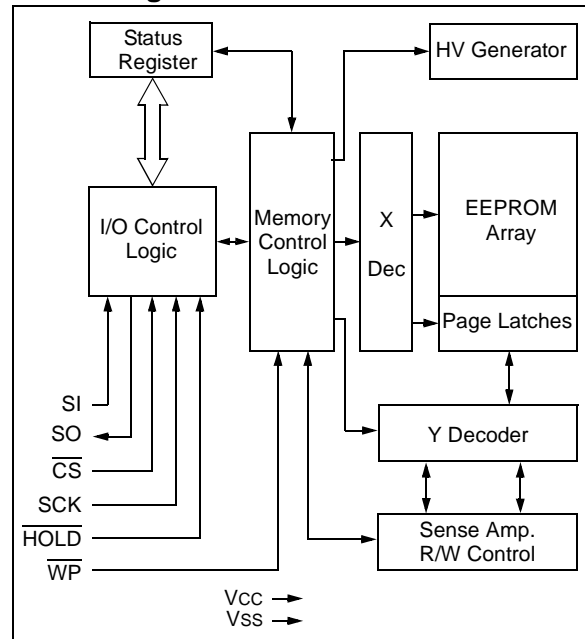 Status
Register
HV Generator
I/O Control
Logic
Memory
Control
Logic
X
Dec
EEPROM
Array
Page Latches
SI
SO
CS
SCK
HOLD
WP
Y Decoder
Sense Amp.
R/W Control
VCC
VSS